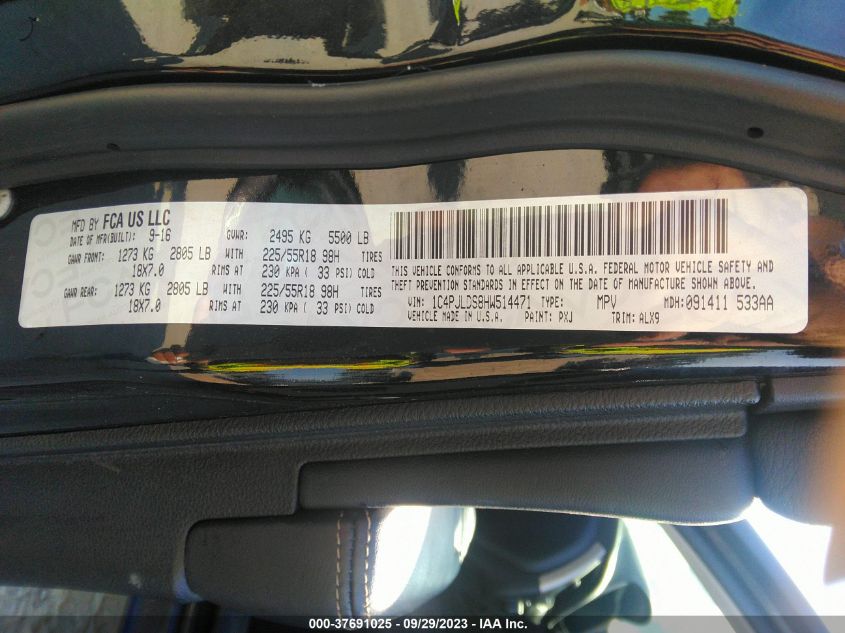 MFD BY FCA US LLC
DATE OF MFR(BUILT): 9-16 GVWR: 2495 KG 5500 LB
GAWR FRONT: 1273 KG 2805 LB WITH 225/55R18 98H TIRES
18X7.0 RIMS AT 230 KPA ( 33 PSI) COLD
GAWR REAR: 1273 KG 2805 LB WITH 225/55R18 98H TIRES
18X7.0 RIMS AT 230 KPA ( 33 PSI) COLD
THIS VEHICLE CONFORMS TO ALL APPLICABLE U.S.A. FEDERAL MOTOR VEHICLE SAFETY AND
THEFT PREVENTION STANDARDS IN EFFECT ON THE DATE OF MANUFACTURE SHOWN ABOVE.
VIN: 1C4PJLDS8HW514471 TYPE: MPV MDH: 091411 533AA
VEHICLE MADE IN U.S.A. PAINT: PXJ TRIM: ALX9
000-37691025 - 09/29/2023 - IAA Inc.